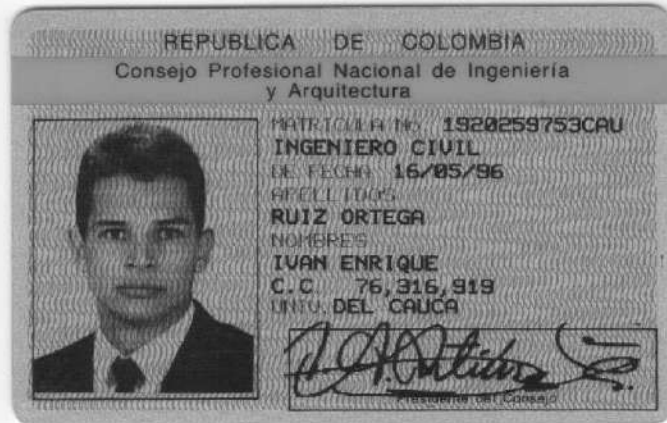 REPUBLICA DE COLOMBIA
Consejo Profesional Nacional de Ingeniería
y Arquitectura
MATRICULA No. 1920259753CAU
INGENIERO CIVIL
DE FECHA 16/05/96
APELLIDOS
RUIZ ORTEGA
NOMBRES
IVAN ENRIQUE
C.C. 76,316,919
UNIV. DEL CAUCA
Presidente del Consejo